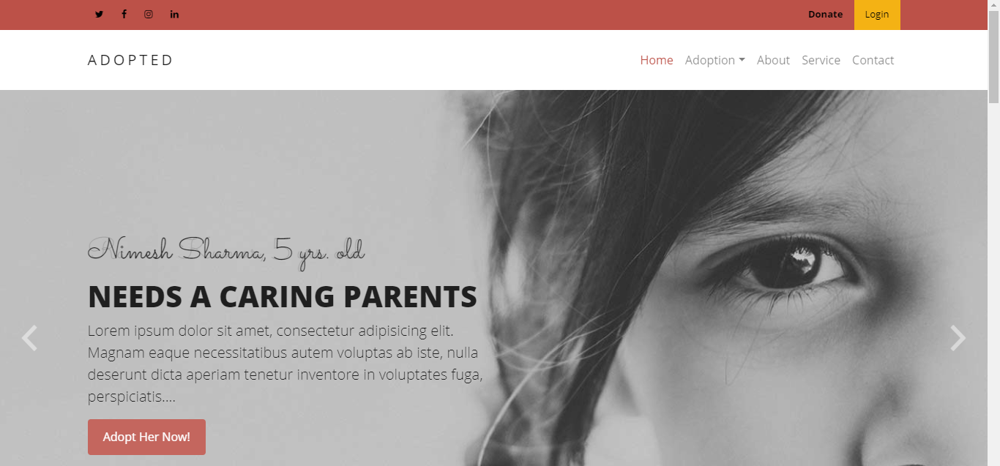 Donate Login
ADOPTED
Home Adoption About Service Contact
Nimesh Sharma, 5 yrs. old
NEEDS A CARING PARENTS
Lorem ipsum dolor sit amet, consectetur adipisicing elit.
Magnam eaque necessitatibus autem voluptas ab iste, nulla
deserunt dicta aperiam tenetur inventore in voluptates fuga,
perspiciatis....
Adopt Her Now!